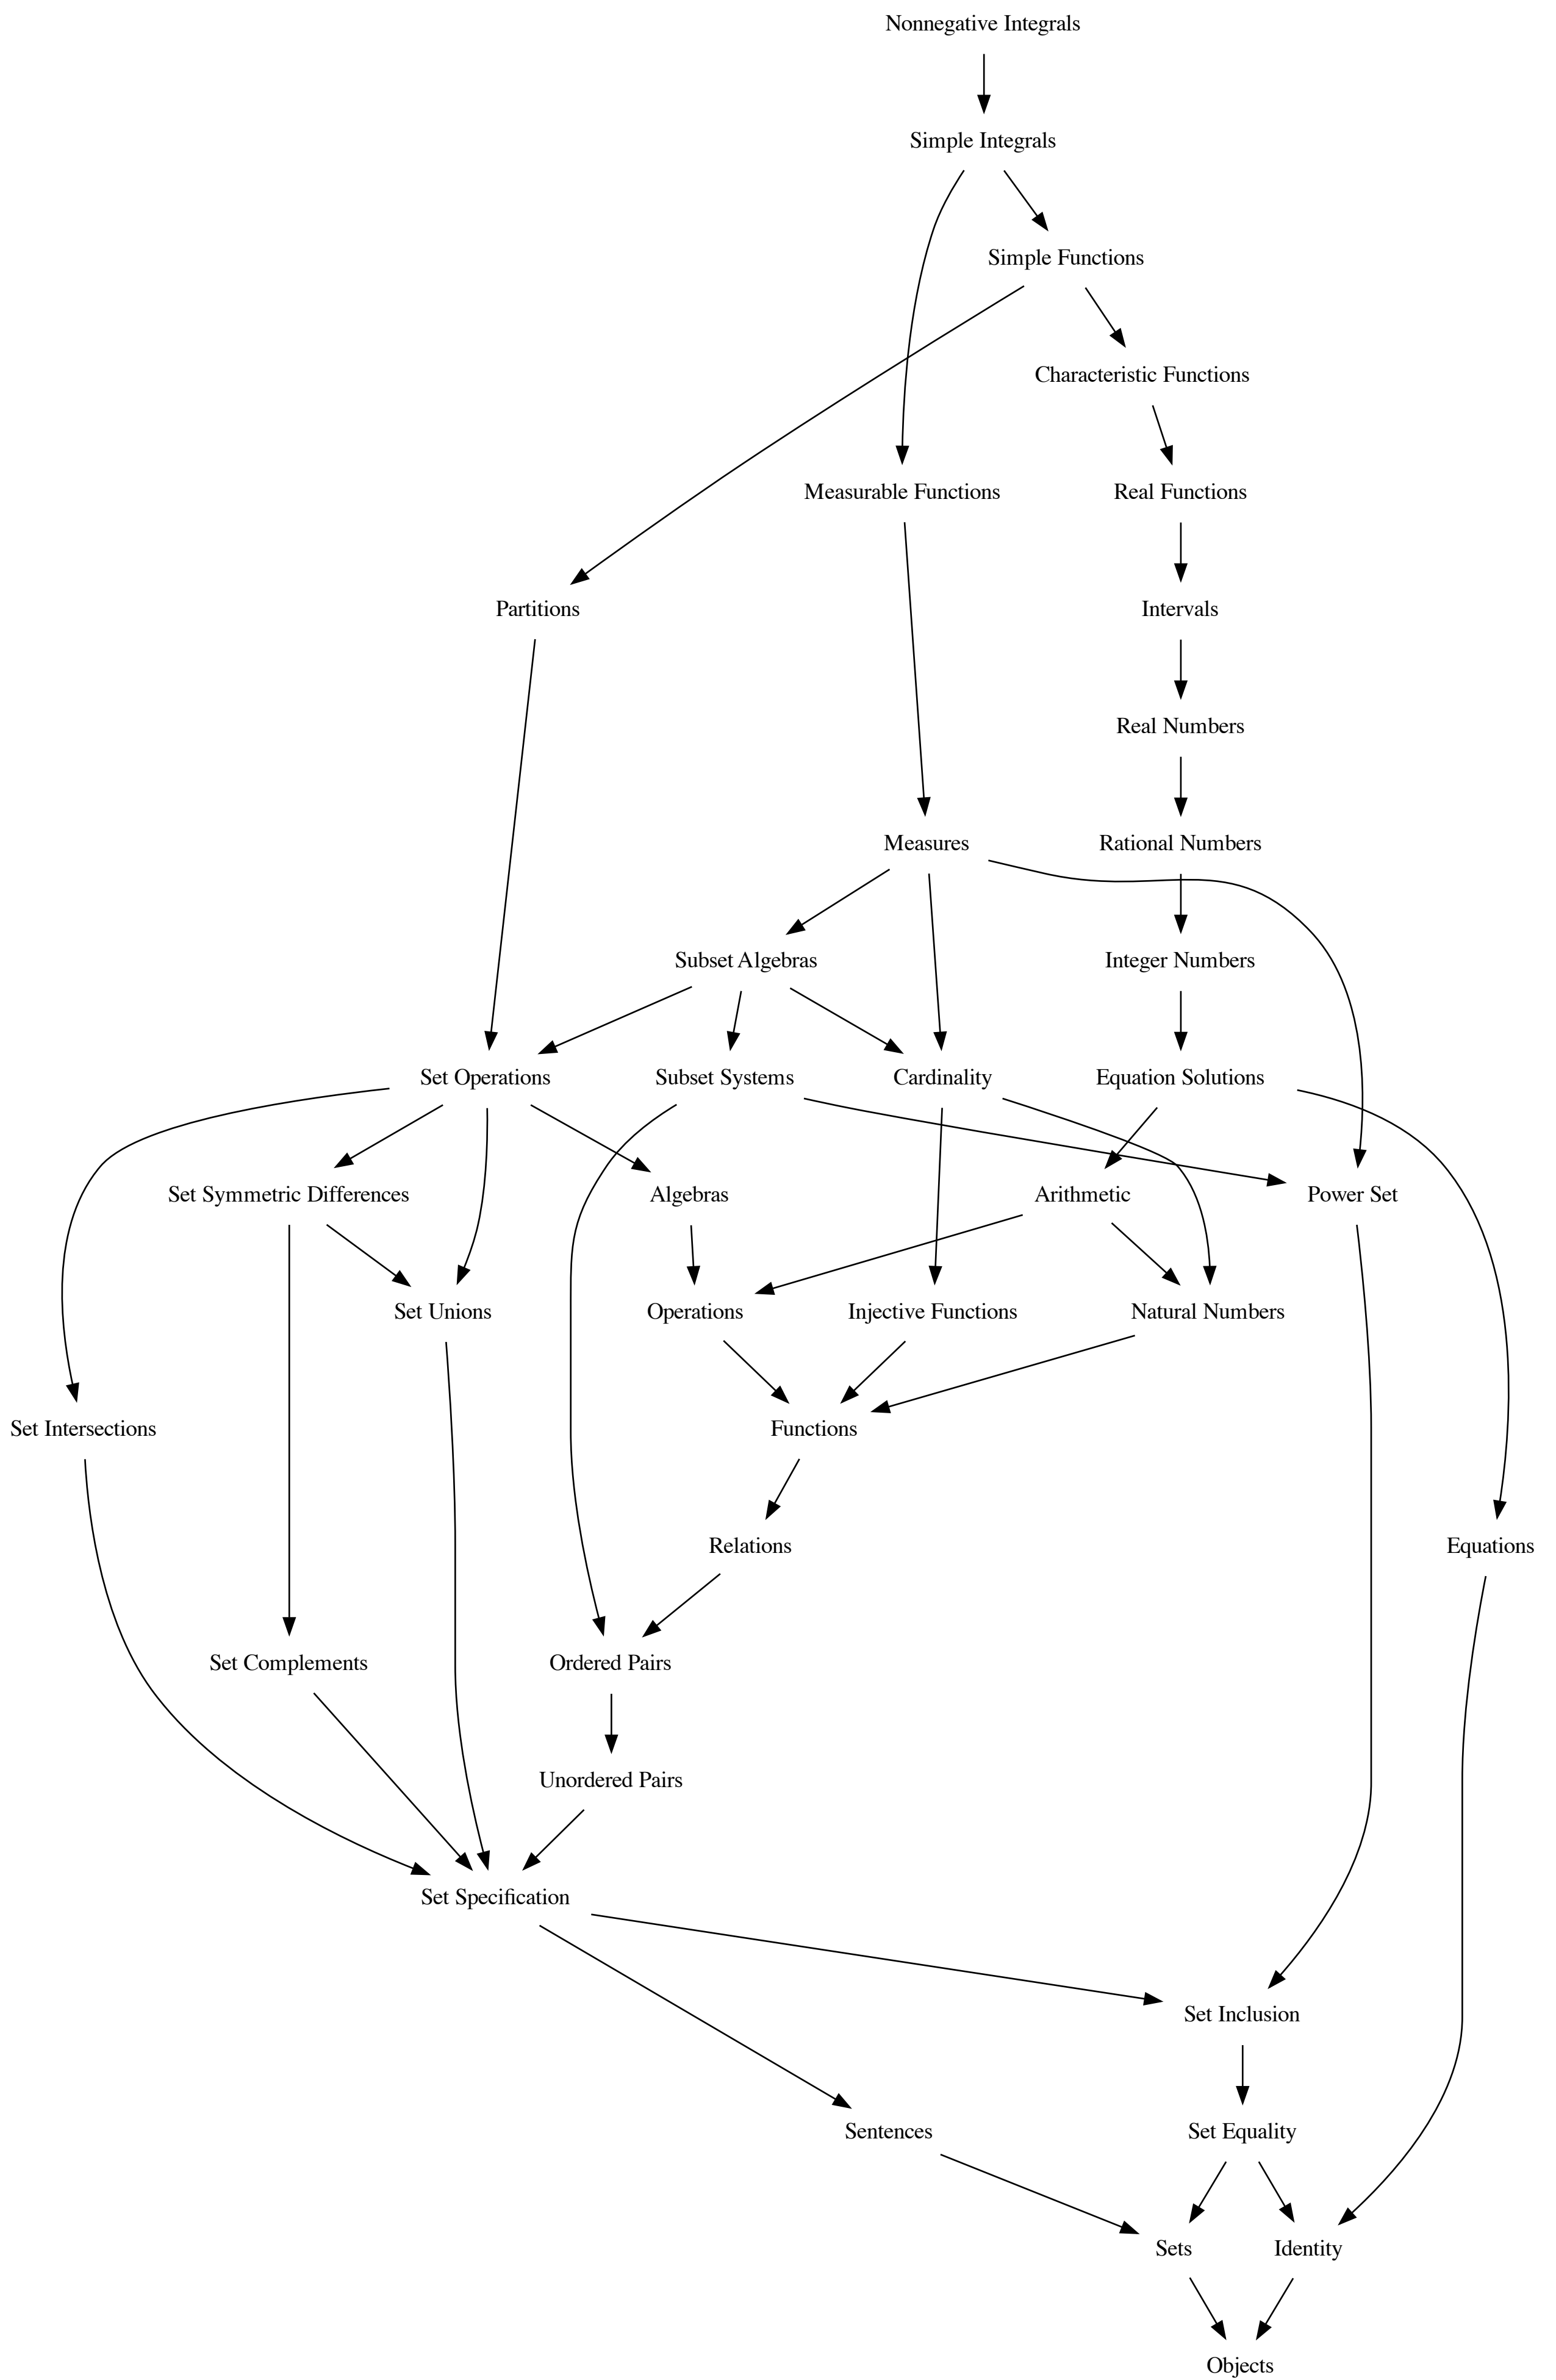 Nonnegative Integrals
Simple Integrals
Simple Functions
Characteristic Functions
Measurable Functions
Real Functions
Partitions
Intervals
Real Numbers
Measures
Rational Numbers
Subset Algebras
Integer Numbers
Set Operations
Subset Systems
Cardinality
Equation Solutions
Set Symmetric Differences
Algebras
Arithmetic
Power Set
Set Unions
Operations
Injective Functions
Natural Numbers
Set Intersections
Functions
Relations
Equations
Set Complements
Ordered Pairs
Unordered Pairs
Set Specification
Set Inclusion
Sentences
Set Equality
Sets
Identity
Objects